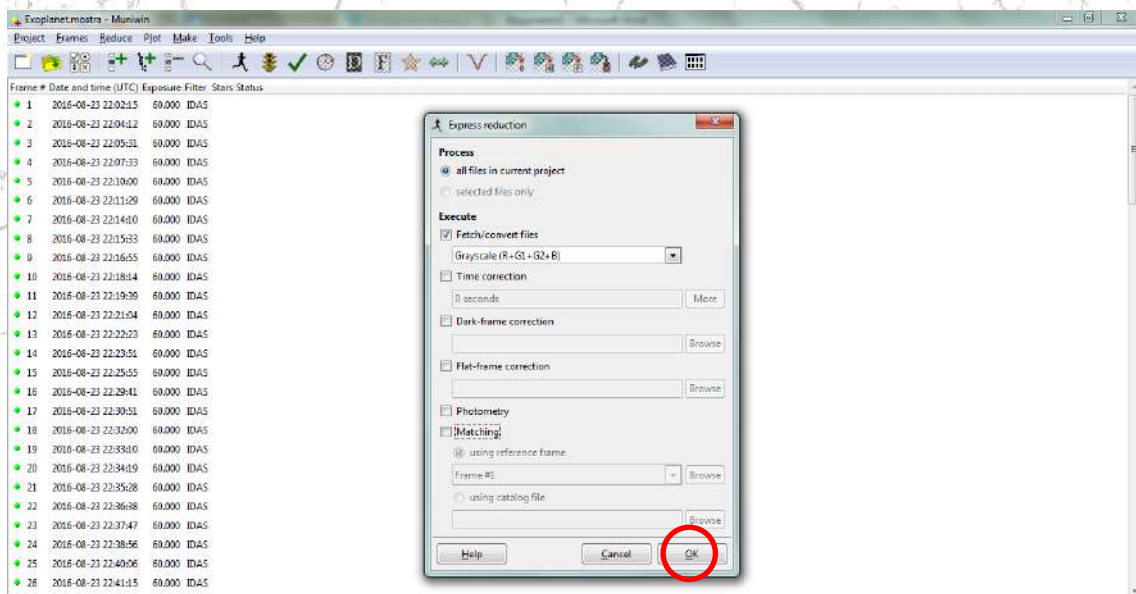 Exoplanet.mostra - Muniwin
Project Frames Reduce Plot Make Tools Help
Frame # Date and time (UTC) Exposure Filter Stars Status
1 2016-08-23 22:02:15 60.000 IDAS
2 2016-08-23 22:04:12 60.000 IDAS
3 2016-08-23 22:05:31 60.000 IDAS
4 2016-08-23 22:07:33 60.000 IDAS
5 2016-08-23 22:10:00 60.000 IDAS
6 2016-08-23 22:11:29 60.000 IDAS
7 2016-08-23 22:14:10 60.000 IDAS
8 2016-08-23 22:15:33 60.000 IDAS
9 2016-08-23 22:16:55 60.000 IDAS
10 2016-08-23 22:18:14 60.000 IDAS
11 2016-08-23 22:19:39 60.000 IDAS
12 2016-08-23 22:21:04 60.000 IDAS
13 2016-08-23 22:22:23 60.000 IDAS
14 2016-08-23 22:23:51 60.000 IDAS
15 2016-08-23 22:25:55 60.000 IDAS
16 2016-08-23 22:29:41 60.000 IDAS
17 2016-08-23 22:30:51 60.000 IDAS
18 2016-08-23 22:32:00 60.000 IDAS
19 2016-08-23 22:33:10 60.000 IDAS
20 2016-08-23 22:34:19 60.000 IDAS
21 2016-08-23 22:35:28 60.000 IDAS
22 2016-08-23 22:36:38 60.000 IDAS
23 2016-08-23 22:37:47 60.000 IDAS
24 2016-08-23 22:38:56 60.000 IDAS
25 2016-08-23 22:40:06 60.000 IDAS
26 2016-08-23 22:41:15 60.000 IDAS
Express reduction
Process
all files in current project
selected files only
Execute
Fetch/convert files
Grayscale (R+G1+G2+B)
Time correction
0 seconds More
Dark-frame correction
Browse
Flat-frame correction
Browse
Photometry
Matching
using reference frame
Frame #1 Browse
using catalog file
Browse
Help Cancel OK